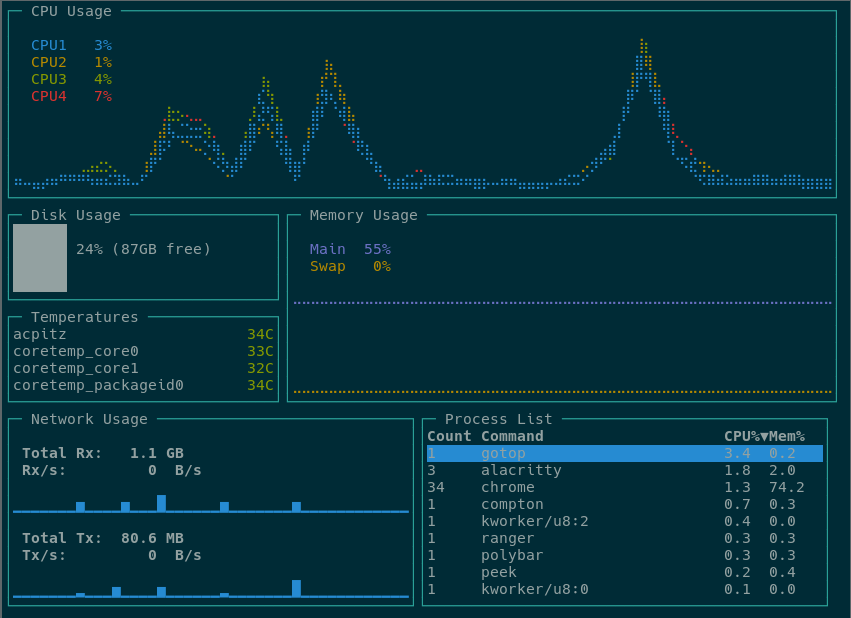 CPU Usage
CPU1 3%
CPU2 1%
CPU3 4%
CPU4 7%
Disk Usage
24% (87GB free)
Memory Usage
Main 55%
Swap 0%
Temperatures
acpitz 34C
coretemp_core0 33C
coretemp_core1 32C
coretemp_packageid0 34C
Network Usage
Total Rx: 1.1 GB
Rx/s: 0 B/s
Total Tx: 80.6 MB
Tx/s: 0 B/s
Process List
Count Command CPU%▼Mem%
1 gotop 3.4 0.2
3 alacritty 1.8 2.0
34 chrome 1.3 74.2
1 compton 0.7 0.3
1 kworker/u8:2 0.4 0.0
1 ranger 0.3 0.3
1 polybar 0.3 0.3
1 peek 0.2 0.4
1 kworker/u8:0 0.1 0.0